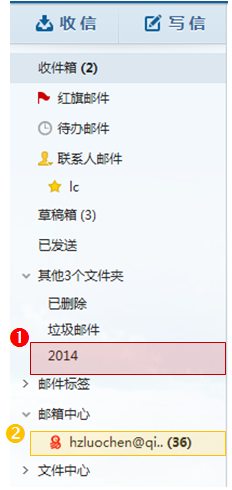 收信 写信
收件箱 (2)
红旗邮件
待办邮件
联系人邮件
lc
草稿箱 (3)
已发送
其他3个文件夹
已删除
垃圾邮件
1
2014
邮件标签
邮箱中心
2
hzluochen@qi.. (36)
文件中心